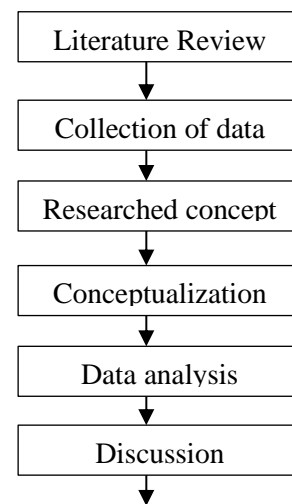 Literature Review
Collection of data
Researched concept
Conceptualization
Data analysis
Discussion